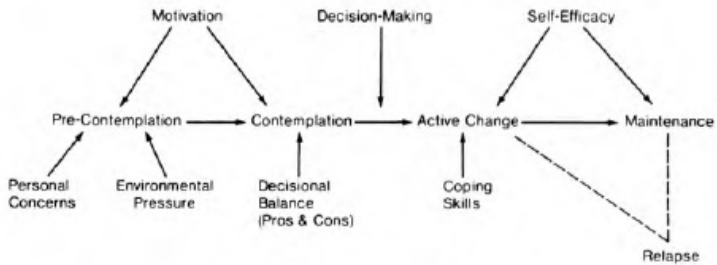 Motivation
Decision-Making
Self-Efficacy
Pre-Contemplation
Contemplation
Active Change
Maintenance
Personal
Concerns
Environmental
Pressure
Decisional
Balance
(Pros & Cons)
Coping
Skills
Relapse